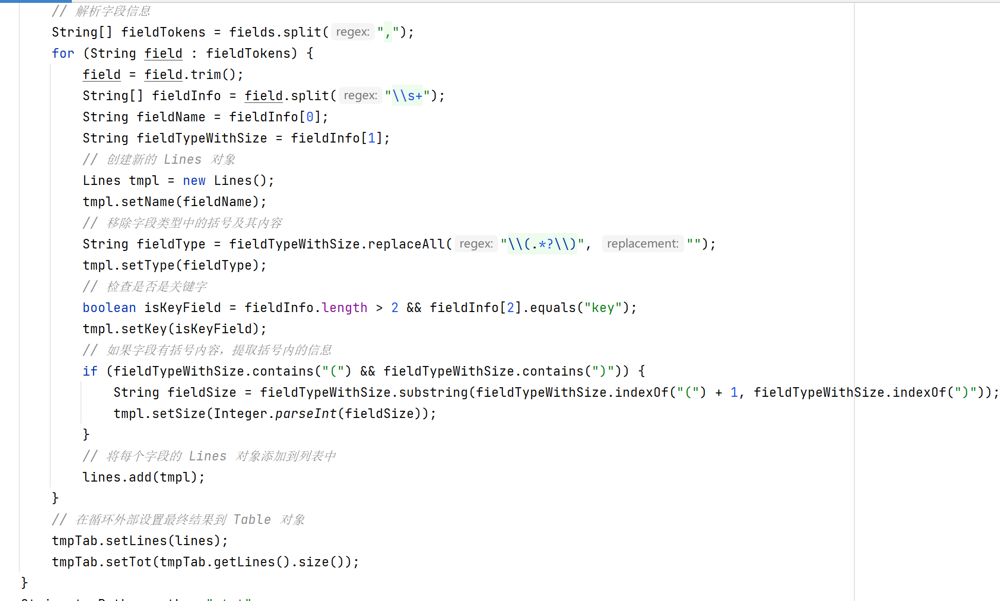 // 解析字段信息
String[] fieldTokens = fields.split( regex: ",");
for (String field : fieldTokens) {
field = field.trim();
String[] fieldInfo = field.split( regex: "\\s+");
String fieldName = fieldInfo[0];
String fieldTypeWithSize = fieldInfo[1];
// 创建新的 Lines 对象
Lines tmpl = new Lines();
tmpl.setName(fieldName);
// 移除字段类型中的括号及其内容
String fieldType = fieldTypeWithSize.replaceAll( regex: "\\(.*?\\)", replacement: "");
tmpl.setType(fieldType);
// 检查是否是关键字
boolean isKeyField = fieldInfo.length > 2 && fieldInfo[2].equals("key");
tmpl.setKey(isKeyField);
// 如果字段有括号内容，提取括号内的信息
if (fieldTypeWithSize.contains("(") && fieldTypeWithSize.contains(")")) {
String fieldSize = fieldTypeWithSize.substring(fieldTypeWithSize.indexOf("(") + 1, fieldTypeWithSize.indexOf(")"));
tmpl.setSize(Integer.parseInt(fieldSize));
}
// 将每个字段的 Lines 对象添加到列表中
lines.add(tmpl);
}
// 在循环外部设置最终结果到 Table 对象
tmpTab.setLines(lines);
tmpTab.setTot(tmpTab.getLines().size());
}